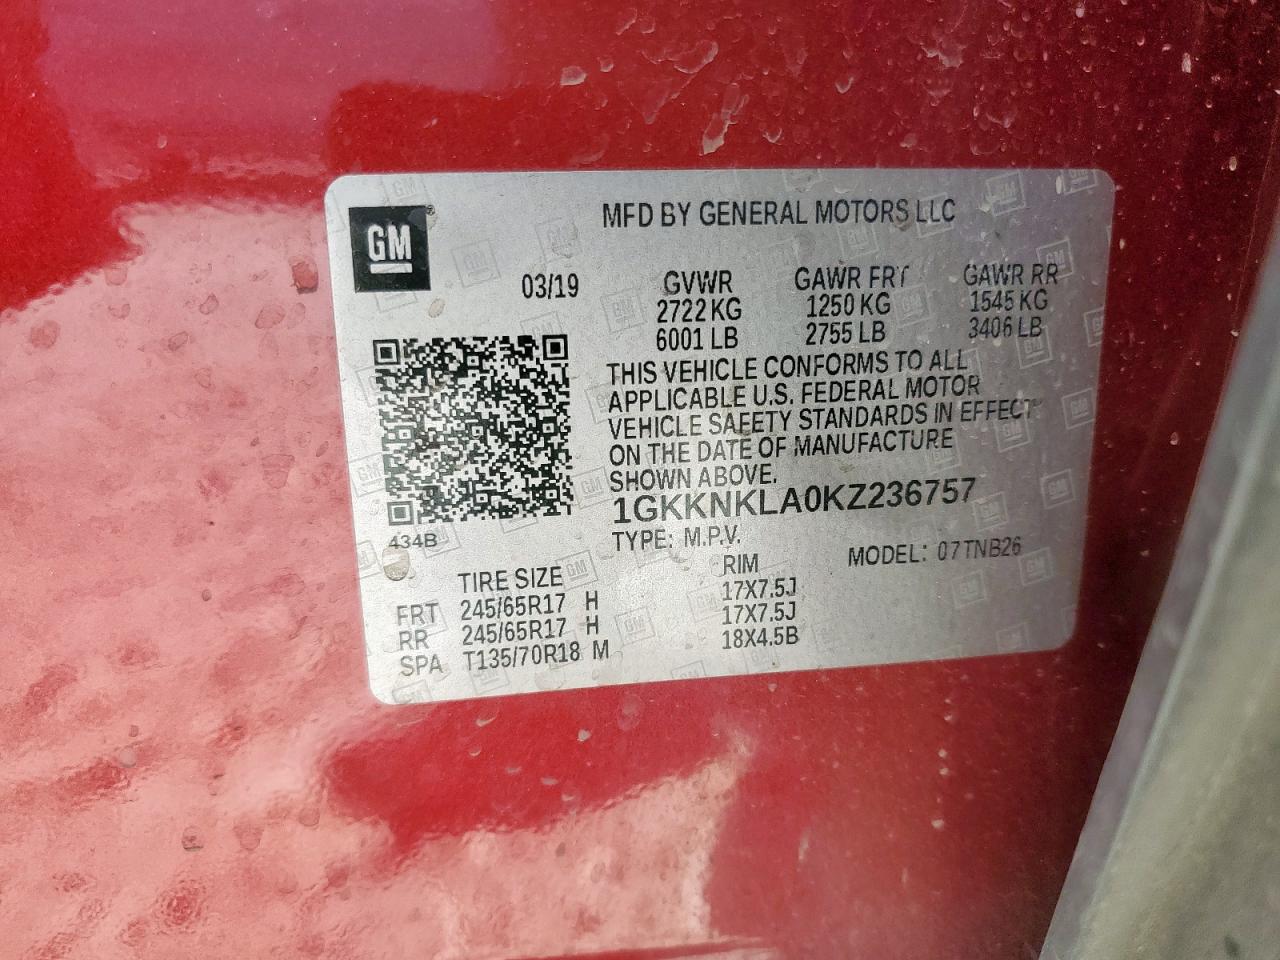 GM
MFD BY GENERAL MOTORS LLC
03/19 GVWR GAWR FRT GAWR RR
2722 KG 1250 KG 1545 KG
6001 LB 2755 LB 3406 LB
THIS VEHICLE CONFORMS TO ALL
APPLICABLE U.S. FEDERAL MOTOR
VEHICLE SAFETY STANDARDS IN EFFECT
ON THE DATE OF MANUFACTURE
SHOWN ABOVE.
1GKKNKLA0KZ236757
434B
TYPE: M.P.V. MODEL: 07TNB26
TIRE SIZE RIM
FRT 245/65R17 H 17X7.5J
RR 245/65R17 H 17X7.5J
SPA T135/70R18 M 18X4.5B